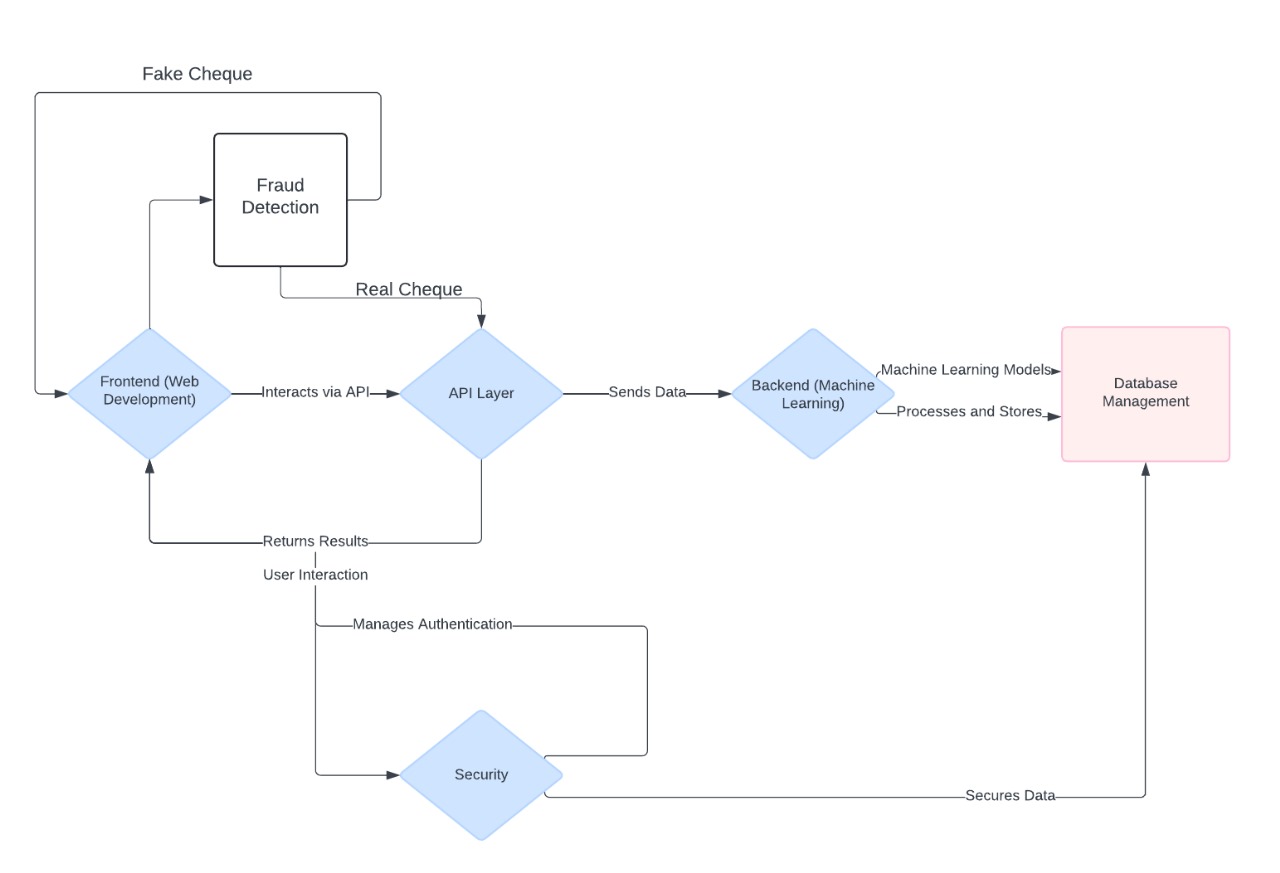 Fake Cheque
Fraud
Detection
Real Cheque
Frontend (Web
Development)
Interacts via API
API Layer
Sends Data
Backend (Machine
Learning)
Machine Learning Models
Processes and Stores
Database
Management
Returns Results
User Interaction
Manages Authentication
Security
Secures Data